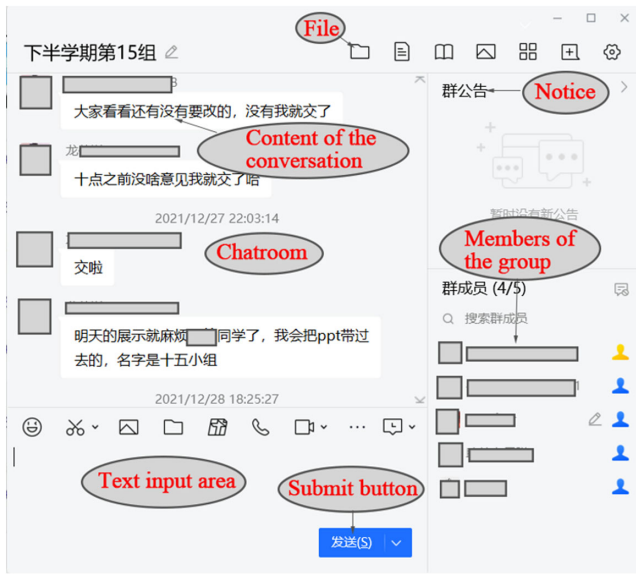 File
下半学期第15组
大家看看还有没有要改的，没有我就交了
群公告
Notice
Content of the
conversation
十点之前没啥意见我就交了哈
2021/12/27 22:03:14
暂时没有新公告
Chatroom
交啦
Members of
the group
群成员 (4/5)
搜索群成员
明天的展示就麻烦 同学了，我会把ppt带过
去的，名字是十五小组
2021/12/28 18:25:27
Text input area
Submit button
发送(S)